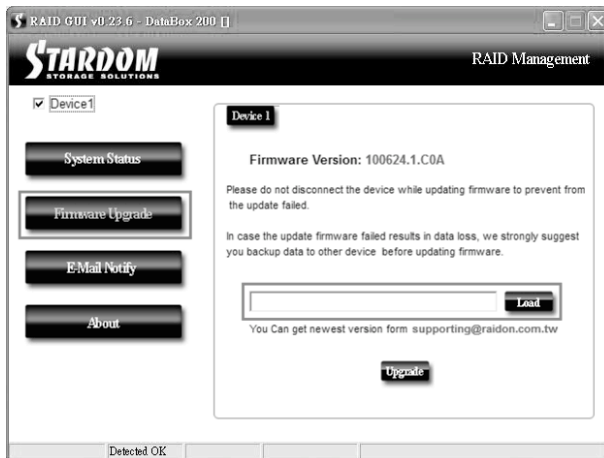 RAID GUI v0.23.6 - DataBox 200 []
STARDOM
STORAGE SOLUTIONS
RAID Management
Device1
System Status
Firmware Upgrade
E-Mail Notify
About
Device 1
Firmware Version: 100624.1.C0A
Please do not disconnect the device while updating firmware to prevent from
the update failed.
In case the update firmware failed results in data loss, we strongly suggest
you backup data to other device before updating firmware.
Load
You Can get newest version form supporting@raidon.com.tw
Upgrade
Detected OK